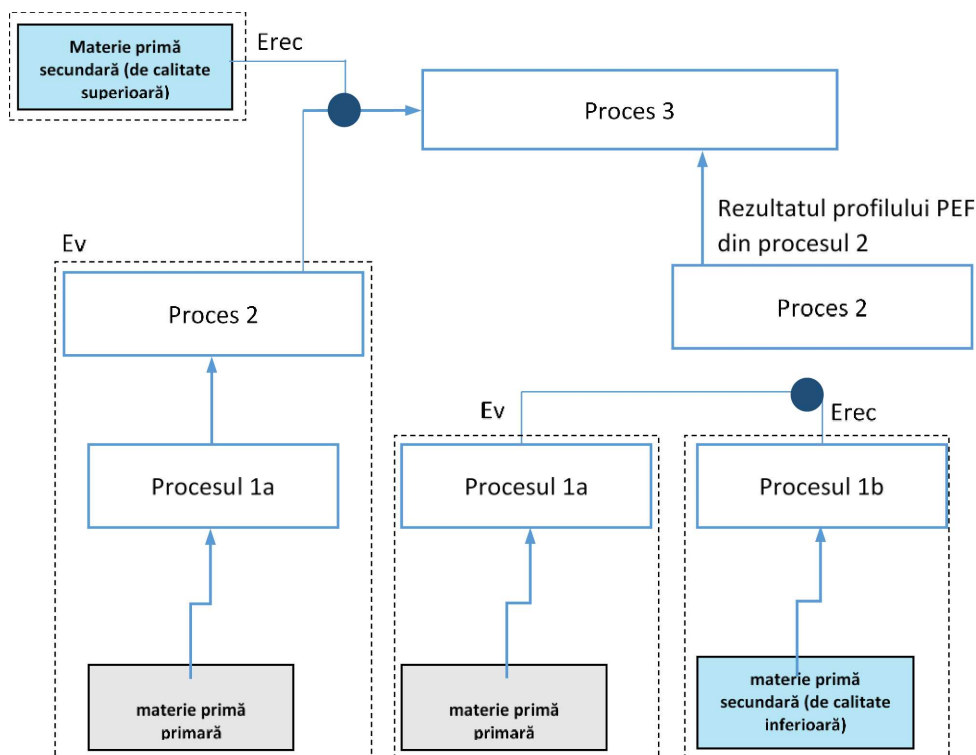 Materie primă
secundară (de calitate
superioară)
Erec
Proces 3
Rezultatul profilului PEF
din procesul 2
Ev
Proces 2
Proces 2
Ev
Erec
Procesul 1a
Procesul 1a
Procesul 1b
materie primă
primară
materie primă
primară
materie primă
secundară (de calitate
inferioară)